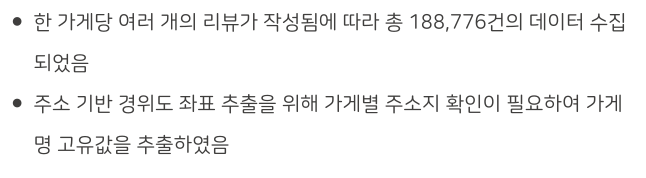 ● 한 가게당 여러 개의 리뷰가 작성됨에 따라 총 188,776건의 데이터 수집
되었음
● 주소 기반 경위도 좌표 추출을 위해 가게별 주소지 확인이 필요하여 가게
명 고유값을 추출하였음